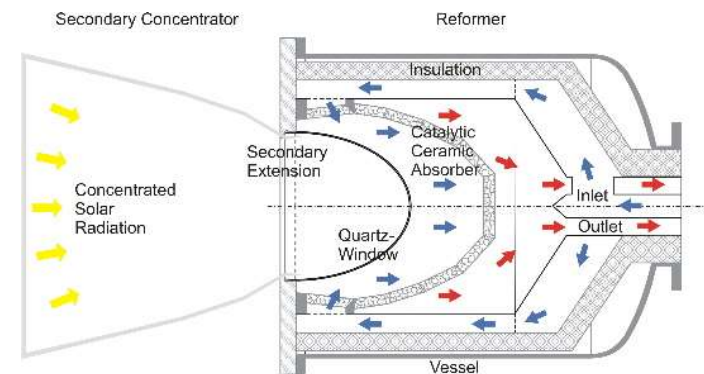 Secondary Concentrator
Reformer
Insulation
Catalytic
Ceramic
Absorber
Secondary
Extension
Concentrated
Solar
Radiation
Inlet
Outlet
Quartz-
Window
Vessel